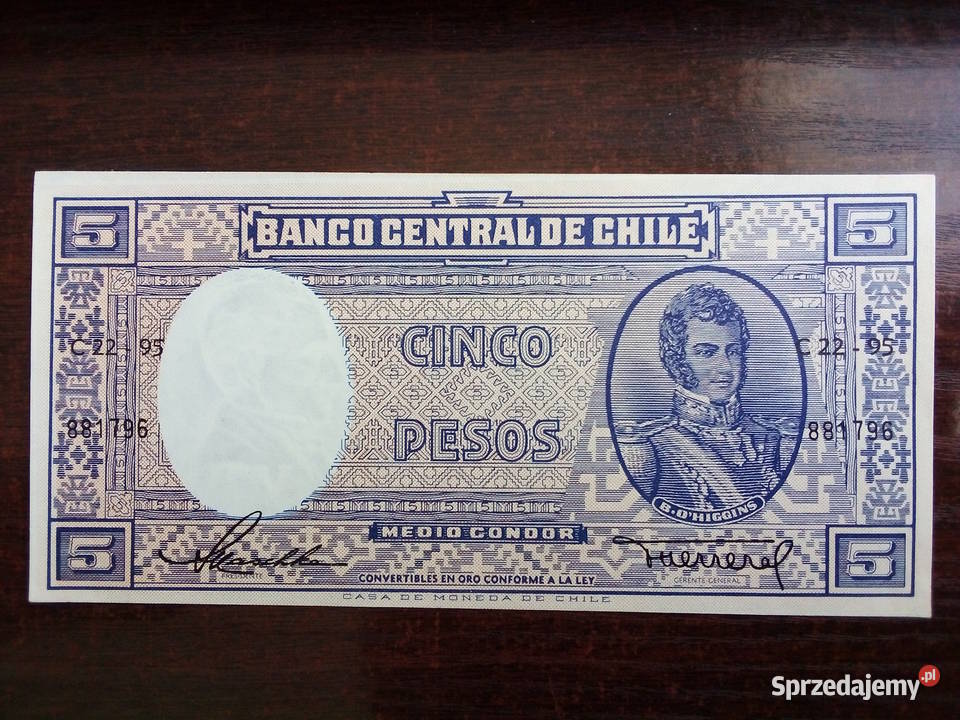 5 BANCO CENTRAL DE CHILE 5
CINCO
C 22 - 95 C 22 - 95
881796 PESOS 881796
B. O'HIGGINS
MEDIO CONDOR
5 5
PRESIDENTE GERENTE GENERAL
CONVERTIBLES EN ORO CONFORME A LA LEY
CASA DE MONEDA DE CHILE
Sprzedajemy.pl